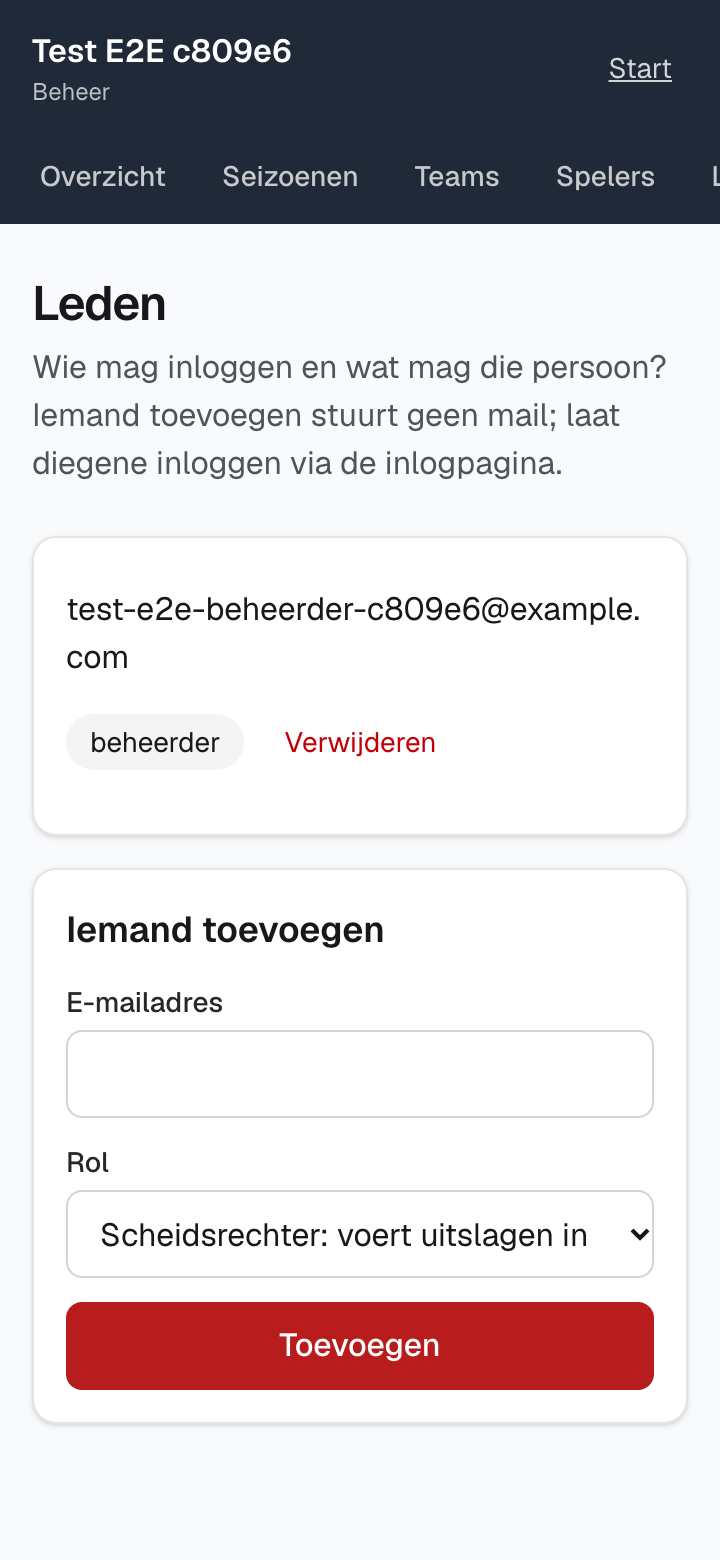 Test E2E c809e6
Beheer
Start
Overzicht Seizoenen Teams Spelers
Leden
Wie mag inloggen en wat mag die persoon?
Iemand toevoegen stuurt geen mail; laat
diegene inloggen via de inlogpagina.
test-e2e-beheerder-c809e6@example.
com
beheerder Verwijderen
Iemand toevoegen
E-mailadres
Rol
Scheidsrechter: voert uitslagen in
Toevoegen